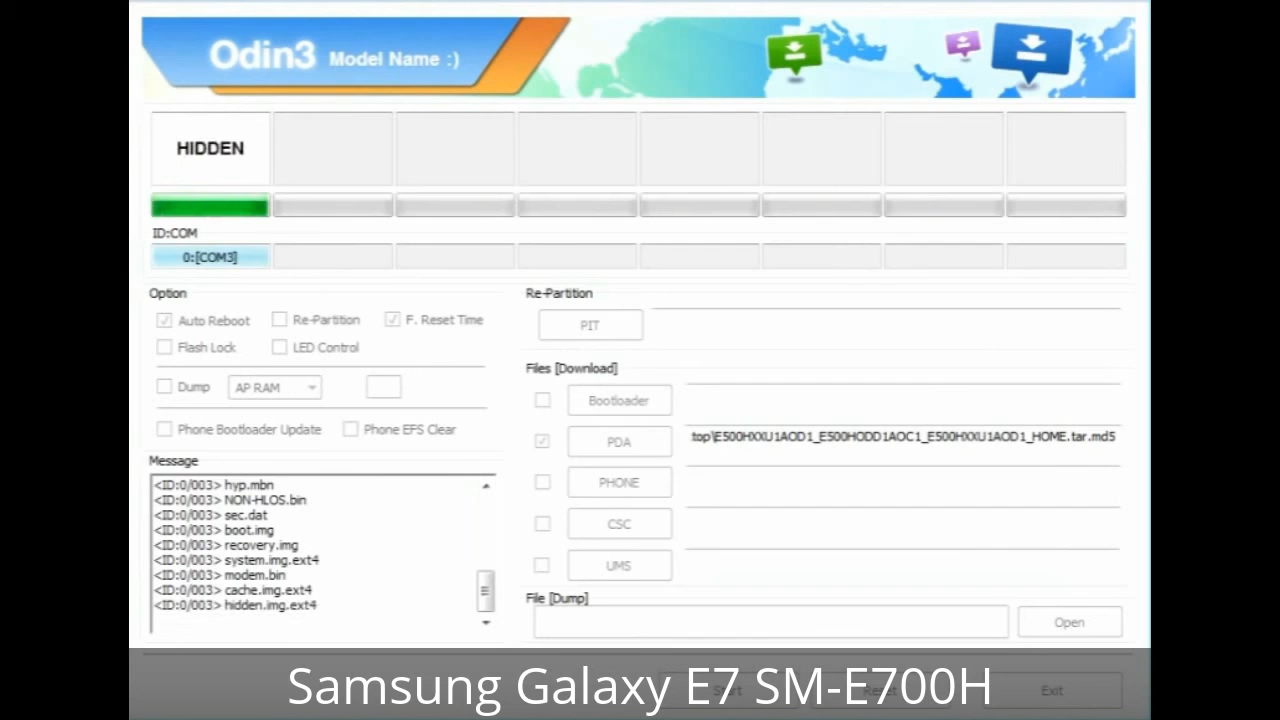 Odin3 Model Name :)
HIDDEN
ID:COM
0:[COM3]
Option
Auto Reboot
Re-Partition
F. Reset Time
Flash Lock
LED Control
Dump
AP RAM
Phone Bootloader Update
Phone EFS Clear
Message
<ID:0/003> hyp.mbn
<ID:0/003> NON-HLOS.bin
<ID:0/003> sec.dat
<ID:0/003> boot.img
<ID:0/003> recovery.img
<ID:0/003> system.img.ext4
<ID:0/003> modem.bin
<ID:0/003> cache.img.ext4
<ID:0/003> hidden.img.ext4
Re-Partition
PIT
Files [Download]
Bootloader
PDA
top\E500HXXU1AOD1_E500HODD1AOC1_E500HXXU1AOD1_HOME.tar.md5
PHONE
CSC
UMS
File [Dump]
Open
Start
Reset
Exit
Samsung Galaxy E7 SM-E700H